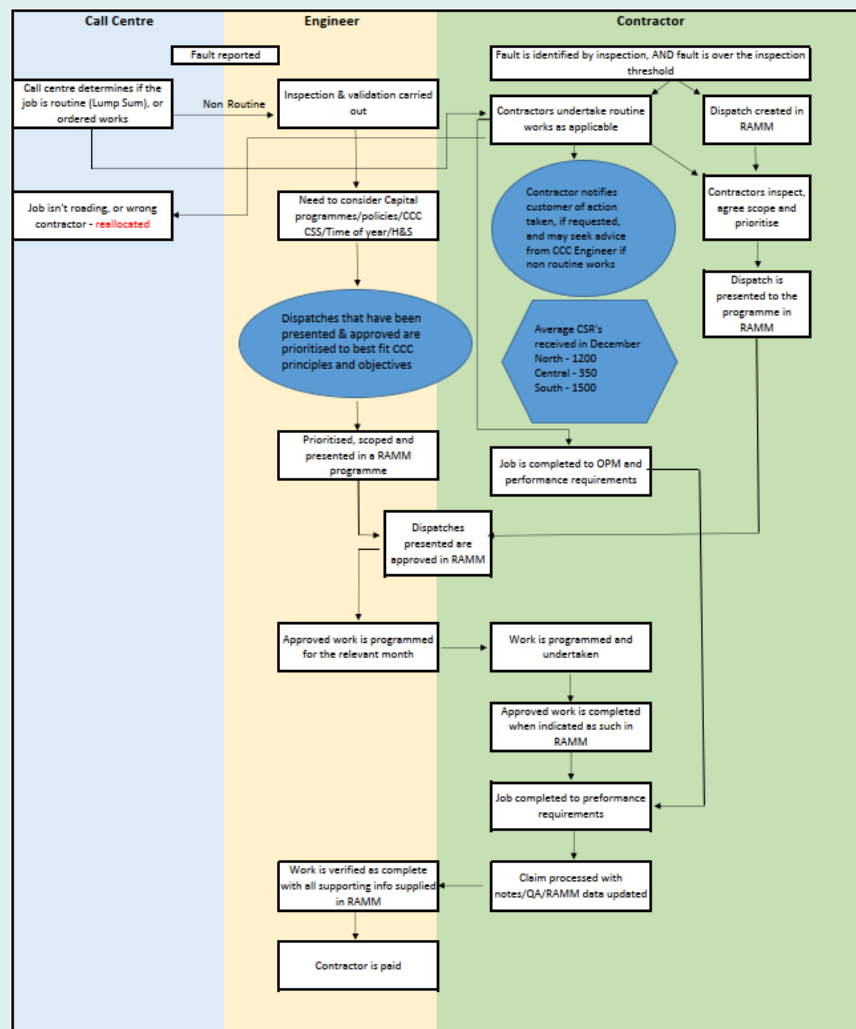 Call Centre
Engineer
Contractor
Fault reported
Fault is identified by inspection, AND fault is over the inspection
threshold
Call centre determines if the
job is routine (Lump Sum), or
ordered works
Non Routine
Inspection & validation carried
out
Contractors undertake routine
works as applicable
Dispatch created in
RAMM
Job isn't roading, or wrong
contractor - reallocated
Need to consider Capital
programmes/policies/CCC
CSS/Time of year/H&S
Contractor notifies
customer of action
taken, if requested,
and may seek advice
from CCC Engineer if
non routine works
Contractors inspect,
agree scope and
prioritise
Dispatch is
presented to the
programme in
RAMM
Dispatches that have been
presented & approved are
prioritised to best fit CCC
principles and objectives
Average CSR's
received in December
North - 1200
Central - 350
South - 1500
Prioritised, scoped and
presented in a RAMM
programme
Job is completed to OPM and
performance requirements
Dispatches
presented are
approved in RAMM
Approved work is programmed
for the relevant month
Work is programmed and
undertaken
Approved work is completed
when indicated as such in
RAMM
Job completed to preformance
requirements
Work is verified as complete
with all supporting info supplied
in RAMM
Claim processed with
notes/QA/RAMM data updated
Contractor is paid